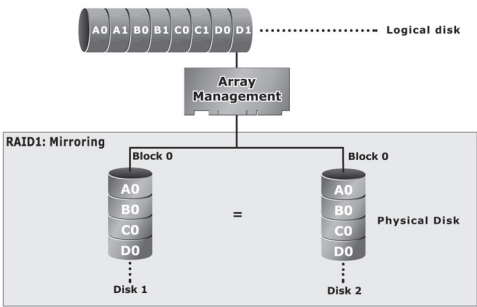 A0 A1 B0 B1 C0 C1 D0 D1 Logical disk
Array
Management
RAID1: Mirroring
Block 0 Block 0
A0 A0
B0 = B0
C0 C0 Physical Disk
D0 D0
Disk 1 Disk 2